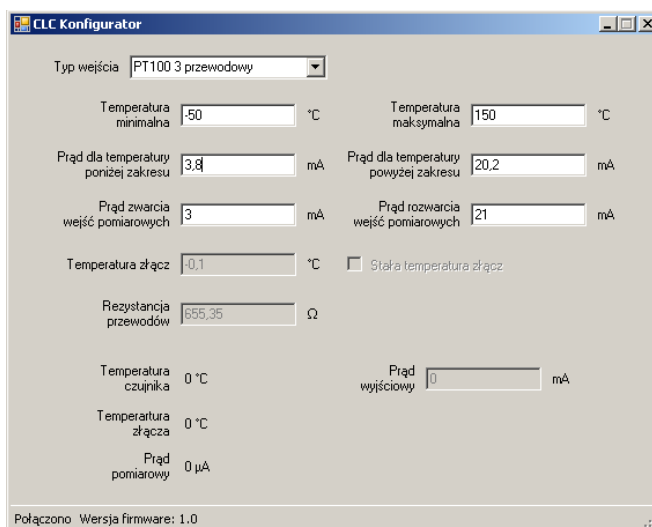 CLC Konfigurator
Typ wejścia PT100 3 przewodowy
Temperatura minimalna -50 °C Temperatura maksymalna 150 °C
Prąd dla temperatury poniżej zakresu 3,8 mA Prąd dla temperatury powyżej zakresu 20,2 mA
Prąd zwarcia wejść pomiarowych 3 mA Prąd rozwarcia wejść pomiarowych 21 mA
Temperatura złącz -0,1 °C Stała temperatura złącz
Rezystancja przewodów 655,35 Ω
Temperatura czujnika 0 °C Prąd wyjściowy 0 mA
Temperartura złącza 0 °C
Prąd pomiarowy 0 µA
Połączono Wersja firmware: 1.0